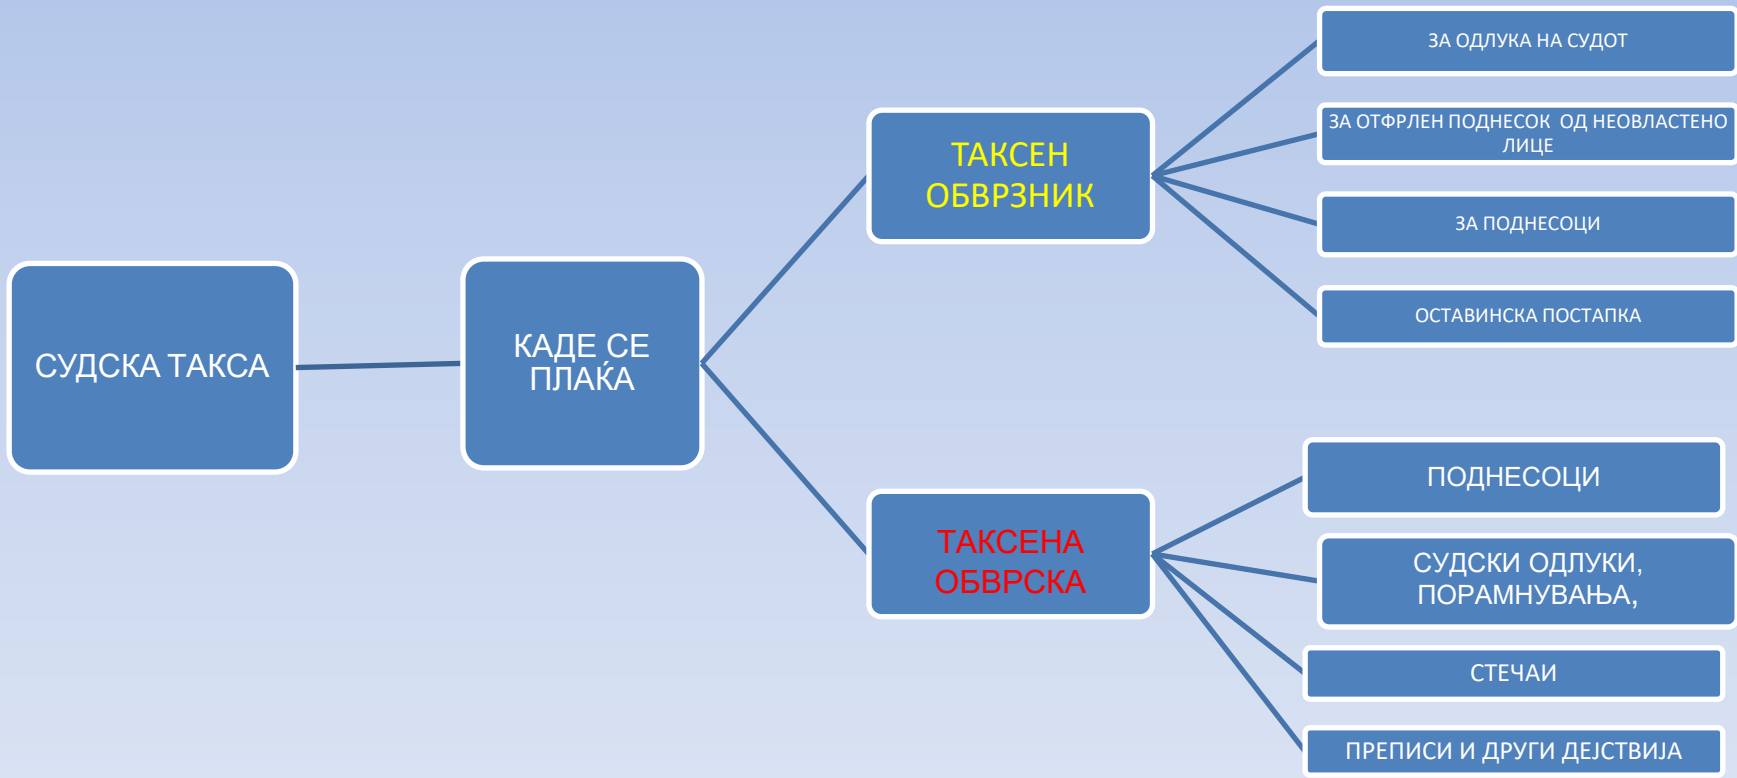 СУДСКА ТАКСА
КАДЕ СЕ
ПЛАЌА
ТАКСЕН
ОБВРЗНИК
ЗА ОДЛУКА НА СУДОТ
ЗА ОТФРЛЕН ПОДНЕСОК ОД НЕОВЛАСТЕНО
ЛИЦЕ
ЗА ПОДНЕСОЦИ
ОСТАВИНСКА ПОСТАПКА
ТАКСЕНА
ОБВРСКА
ПОДНЕСОЦИ
СУДСКИ ОДЛУКИ,
ПОРАМНУВАЊА,
СТЕЧАИ
ПРЕПИСИ И ДРУГИ ДЕЈСТВИЈА